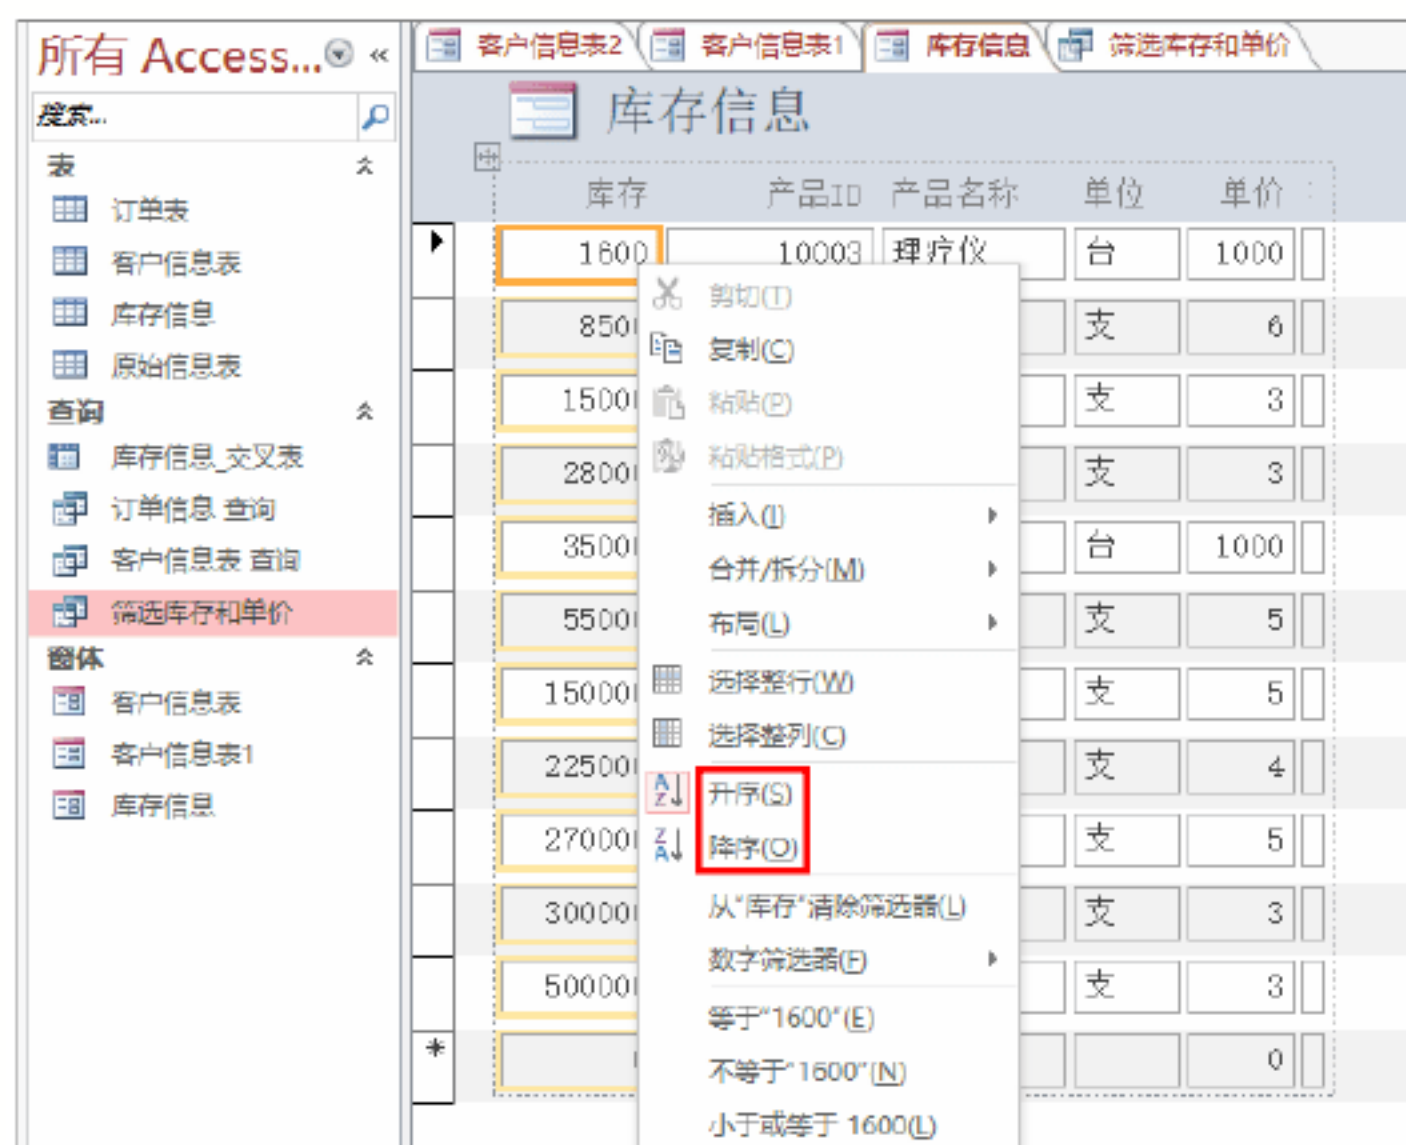 所有 Access... «
搜索...
表
订单表
客户信息表
库存信息
原始信息表
查询
库存信息_交叉表
订单信息 查询
客户信息表 查询
筛选库存和单价
窗体
客户信息表
客户信息表1
库存信息
客户信息表2 客户信息表1 库存信息 筛选库存和单价
库存信息
库存 产品ID 产品名称 单位 单价
1600 10003 理疗仪 台 1000
850 支 6
1500 支 3
2800 支 3
3500 台 1000
5500 支 5
15000 支 5
22500 支 4
27000 支 5
30000 支 3
50000 支 3
0
剪切(T)
复制(C)
粘贴(P)
粘贴格式(P)
插入(I)
合并/拆分(M)
布局(L)
选择整行(W)
选择整列(C)
升序(S)
降序(O)
从"库存"清除筛选器(L)
数字筛选器(F)
等于"1600"(E)
不等于"1600"(N)
小于或等于 1600(L)